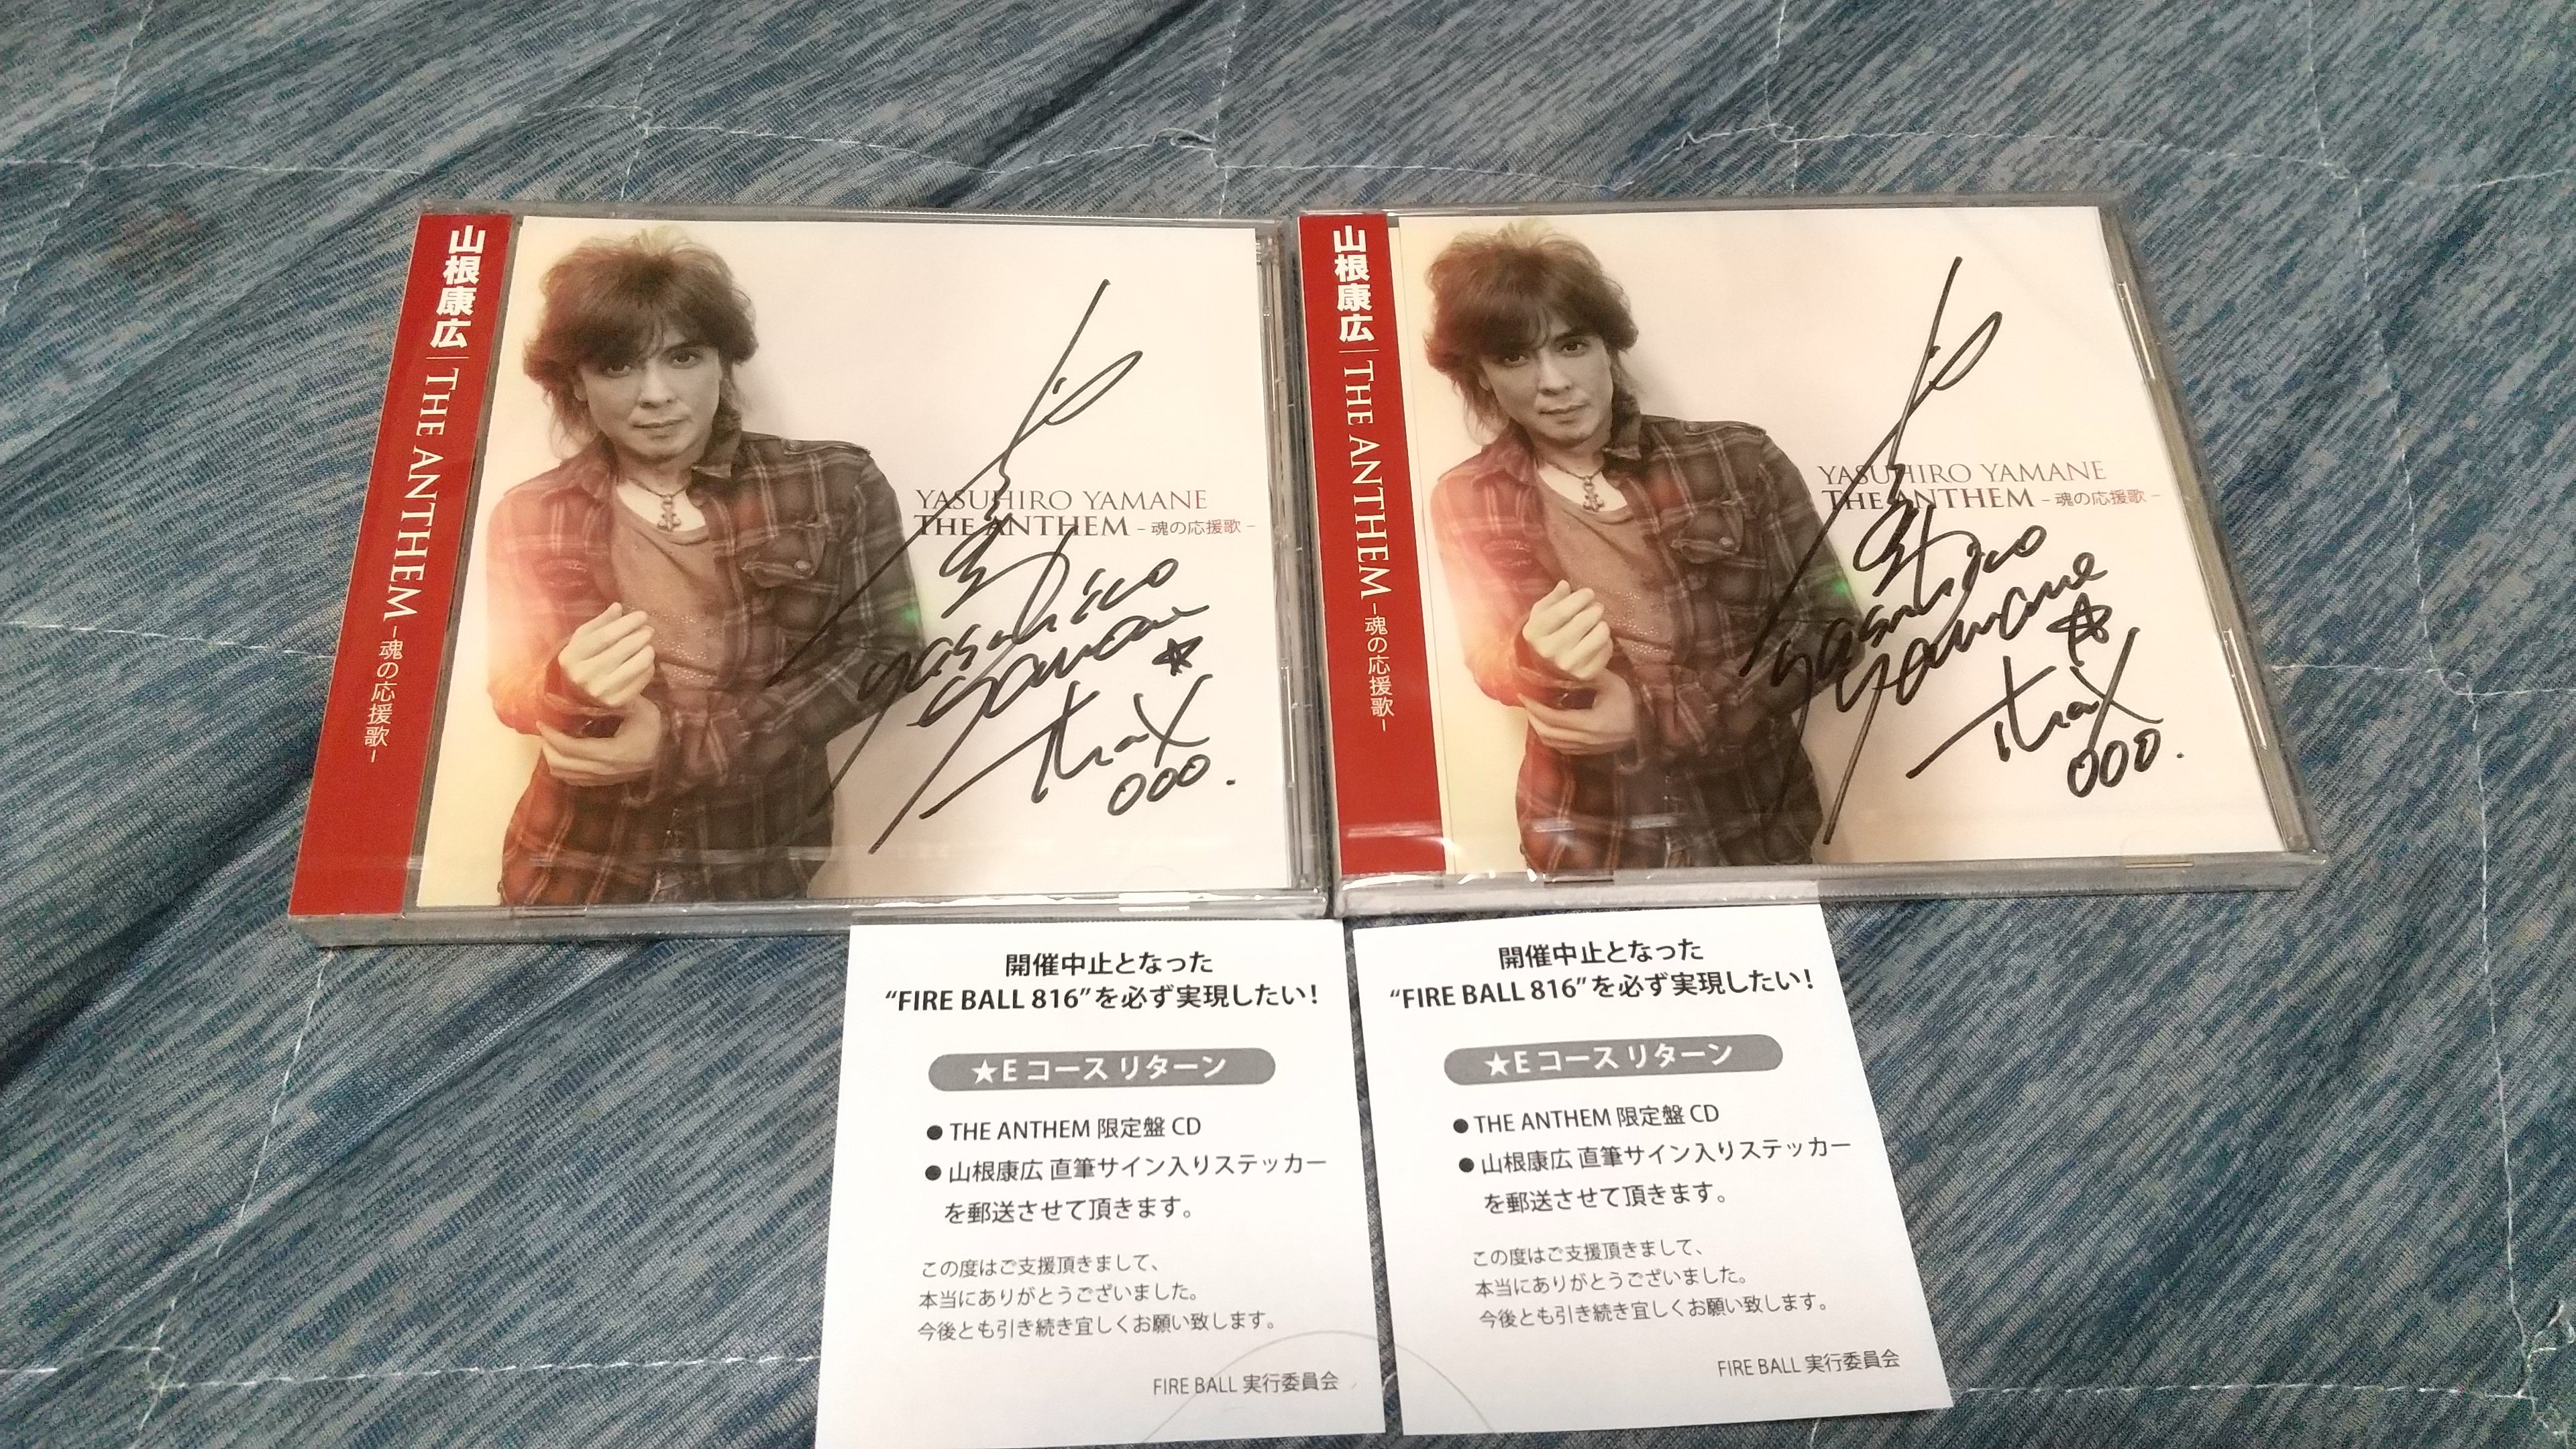 山根康広 THE ANTHEM -魂の応援歌-
YASUHIRO YAMANE
THE ANTHEM -魂の応援歌-
yasuhiro
yamane
thax
000.
山根康広 THE ANTHEM -魂の応援歌-
YASUHIRO YAMANE
THE ANTHEM -魂の応援歌-
yasuhiro
yamane
thax
000.
開催中止となった
“FIRE BALL 816”を必ず実現したい!
★E コース リターン
● THE ANTHEM 限定盤 CD
● 山根康広 直筆サイン入りステッカー
を郵送させて頂きます。
この度はご支援頂きまして、
本当にありがとうございました。
今後とも引き続き宜しくお願い致します。
FIRE BALL 実行委員会
開催中止となった
“FIRE BALL 816”を必ず実現したい!
★E コース リターン
● THE ANTHEM 限定盤 CD
● 山根康広 直筆サイン入りステッカー
を郵送させて頂きます。
この度はご支援頂きまして、
本当にありがとうございました。
今後とも引き続き宜しくお願い致します。
FIRE BALL 実行委員会